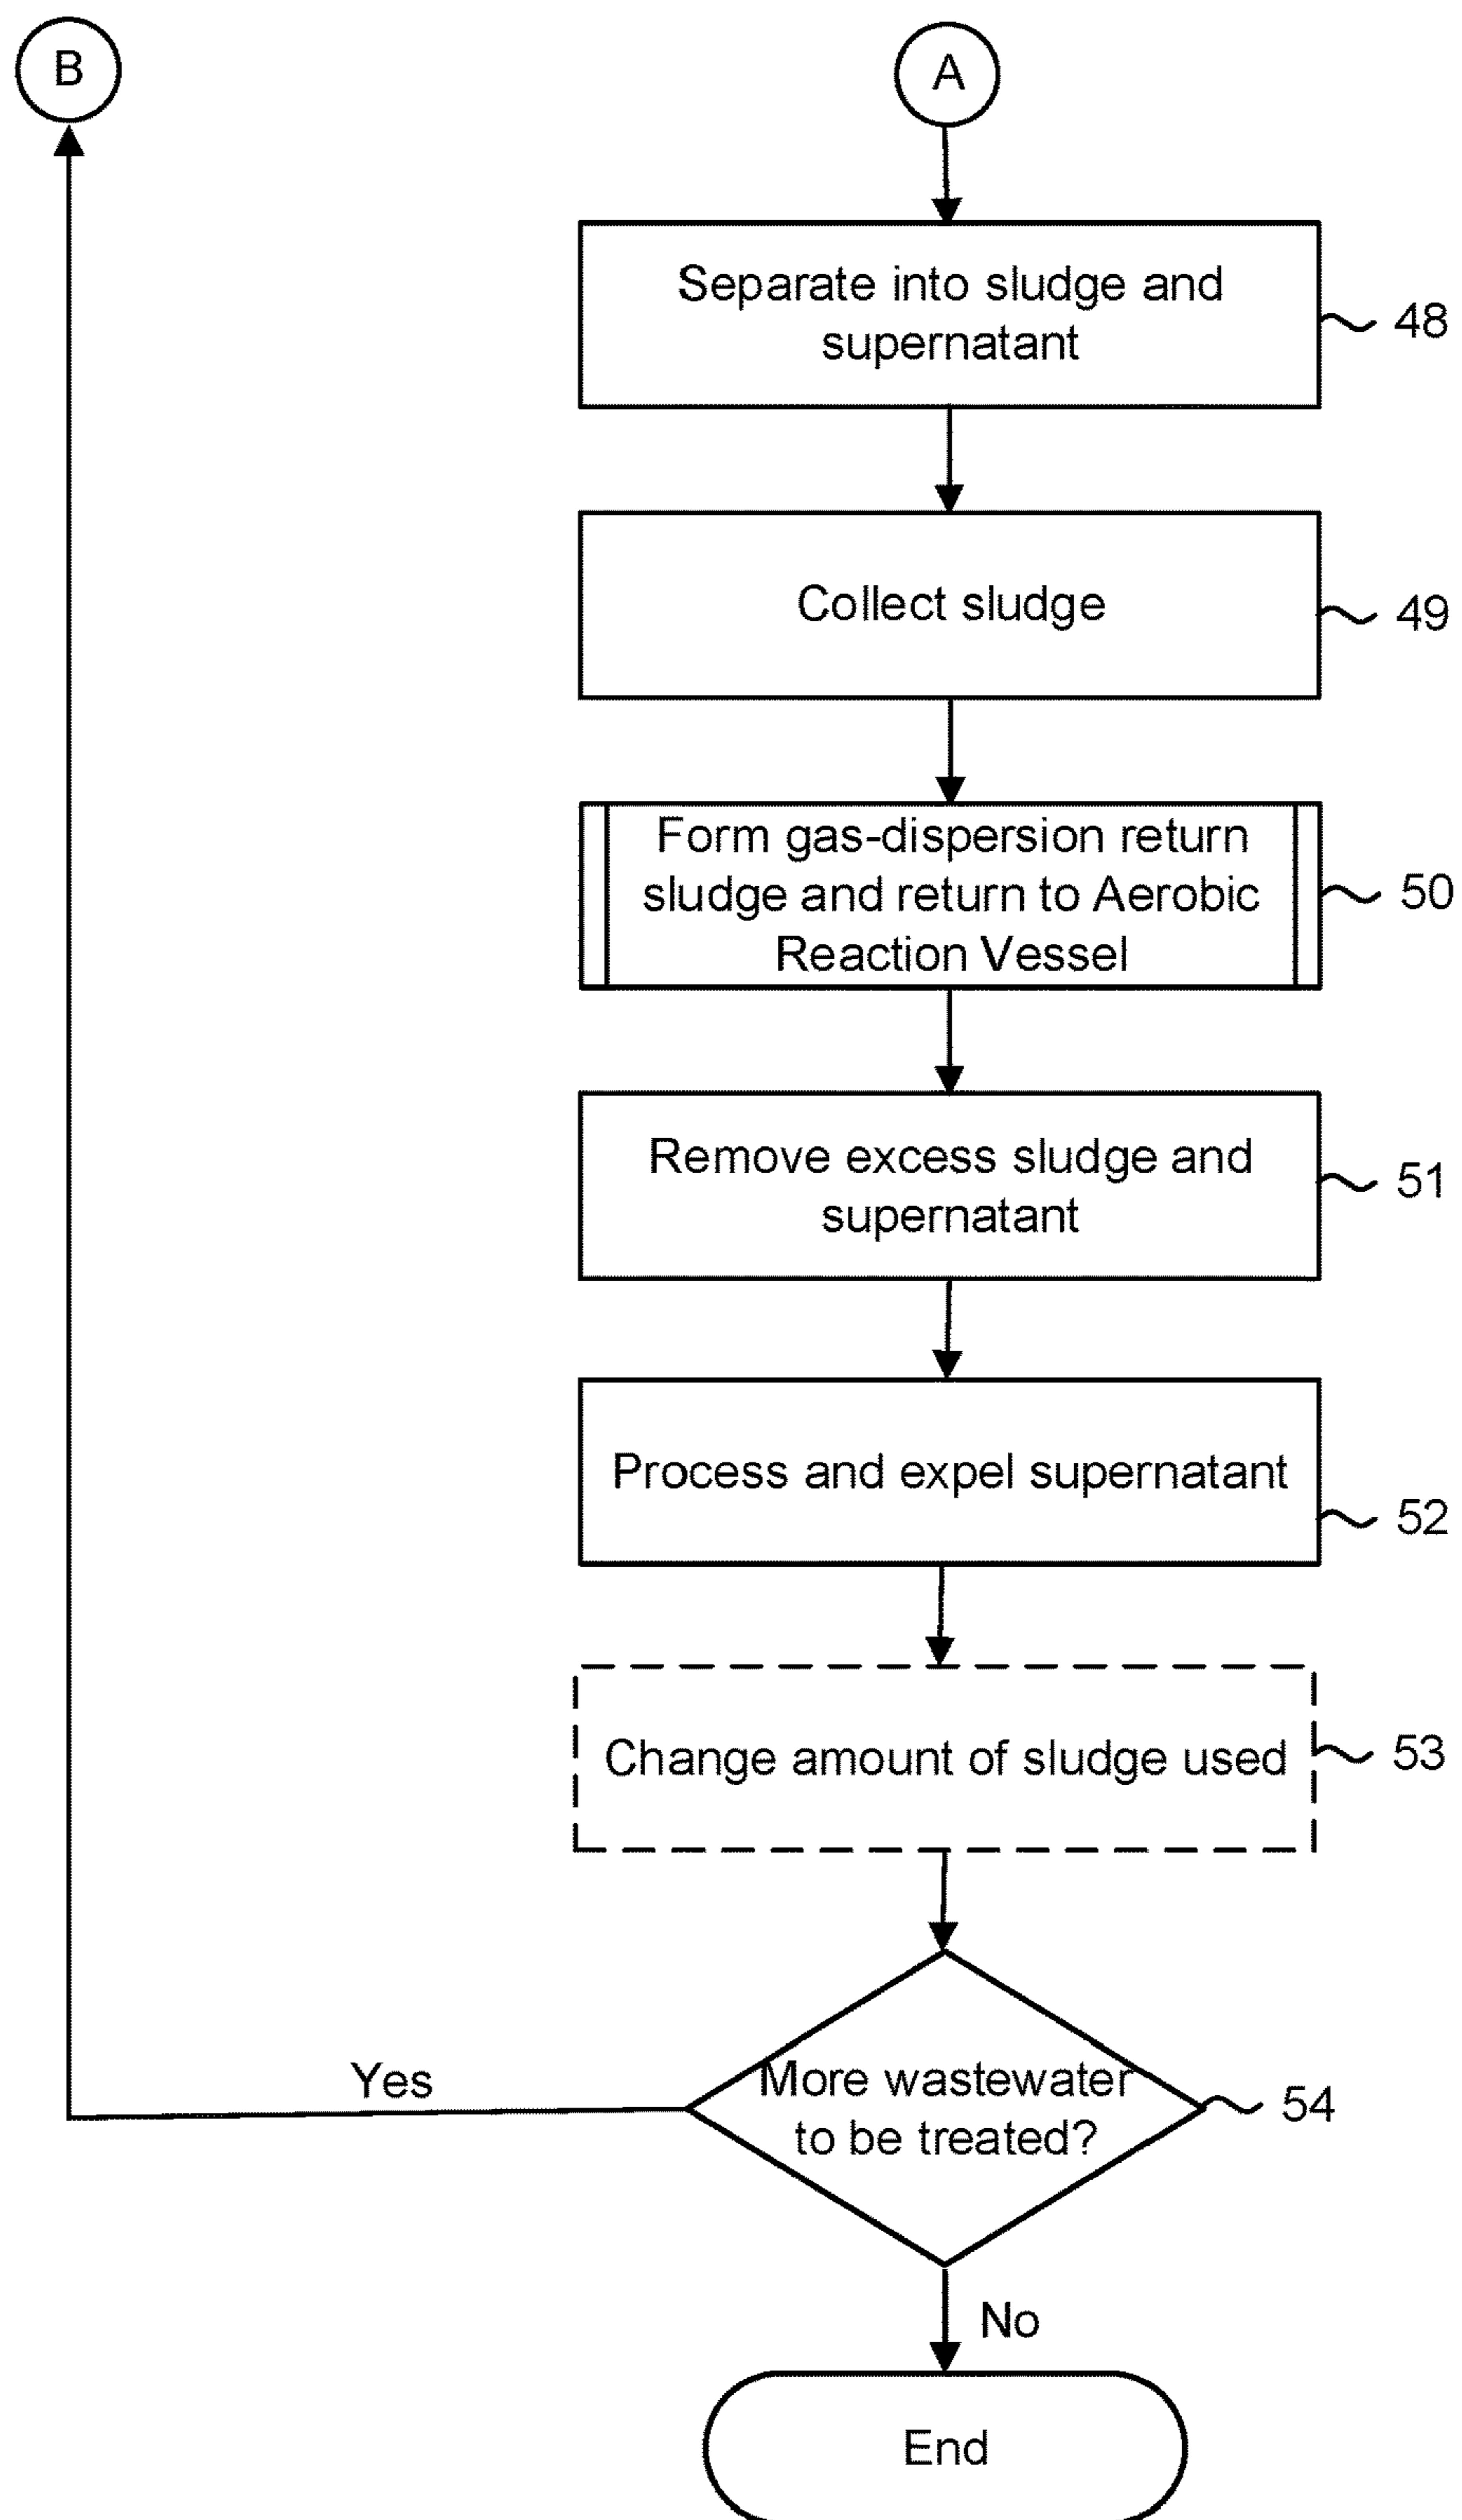 B
A
Separate into sludge and
supernatant
48
Collect sludge
49
Form gas-dispersion return
sludge and return to Aerobic
Reaction Vessel
50
Remove excess sludge and
supernatant
51
Process and expel supernatant
52
Change amount of sludge used
53
More wastewater
to be treated?
54
Yes
No
End